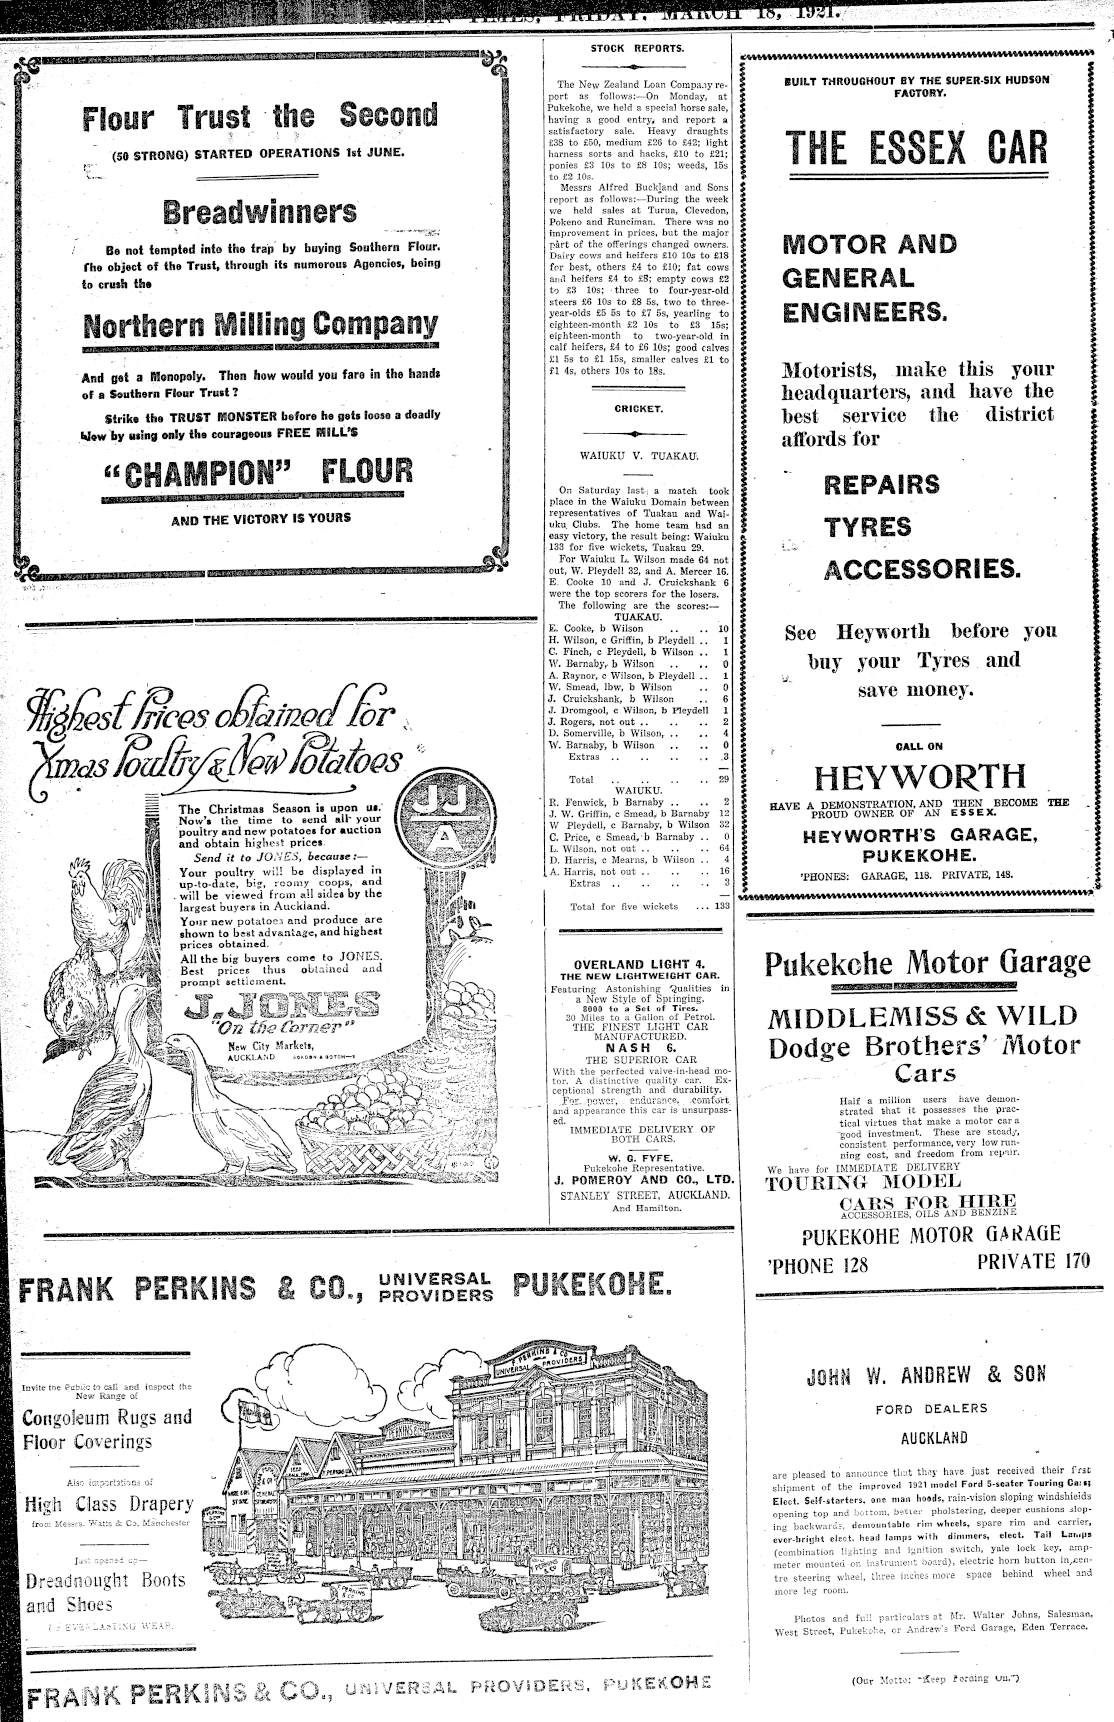 TIMES, FRIDAY, MARCH 18, 1921.
Flour Trust the Second
(50 STRONG) STARTED OPERATIONS 1st JUNE.
Breadwinners
Be not tempted into the trap by buying Southern Flour.
The object of the Trust, through its numerous Agencies, being
to crush the
Northern Milling Company
And get a Monopoly. Then how would you fare in the hands
of a Southern Flour Trust?
Strike the TRUST MONSTER before he gets loose a deadly
blow by using only the courageous FREE MILL'S
"CHAMPION" FLOUR
AND THE VICTORY IS YOURS
Highest Prices obtained for
Xmas Poultry & New Potatoes
JJ
A
The Christmas Season is upon us.
Now's the time to send all your
poultry and new potatoes for auction
and obtain highest prices
Send it to JONES, because:—
Your poultry will be displayed in
up-to-date, big, roomy coops, and
will be viewed from all sides by the
largest buyers in Auckland.
Your new potatoes and produce are
shown to best advantage, and highest
prices obtained.
All the big buyers come to JONES.
Best prices thus obtained and
prompt settlement.
J. JONES
"On the Corner"
New City Markets,
AUCKLAND
STOCK REPORTS.
The New Zealand Loan Company re-
port as follows:—On Monday, at
Pukekohe, we held a special horse sale,
having a good entry, and report a
satisfactory sale. Heavy draughts
£38 to £50, medium £26 to £42; light
harness sorts and hacks, £10 to £21;
ponies £3 10s to £8 10s; weeds, 15s
to £2 10s.
Messrs Alfred Buckland and Sons
report as follows:—During the week
we held sales at Turua, Clevedon,
Pokeno and Runciman. There was no
improvement in prices, but the major
part of the offerings changed owners.
Dairy cows and heifers £10 10s to £18
for best, others £4 to £10; fat cows
and heifers £4 to £8; empty cows £2
to £3 10s; three to four-year-old
steers £6 10s to £8 5s, two to three-
year-olds £5 5s to £7 5s, yearling to
eighteen-month £2 10s to £3 15s;
eighteen-month to two-year-old in
calf heifers, £4 to £6 10s; good calves
£1 5s to £1 15s, smaller calves £1 to
£1 4s, others 10s to 18s.
CRICKET.
WAIUKU V. TUAKAU.
On Saturday last a match took
place in the Waiuku Domain between
representatives of Tuakau and Wai-
uku Clubs. The home team had an
easy victory, the result being: Waiuku
133 for five wickets, Tuakau 29.
For Waiuku L. Wilson made 64 not
out, W. Pleydell 32, and A. Mercer 16.
E. Cooke 10 and J. Cruickshank 6
were the top scorers for the losers.
The following are the scores:—
TUAKAU.
E. Cooke, b Wilson .. .. 10
H. Wilson, c Griffin, b Pleydell .. 1
C. Finch, c Pleydell, b Wilson .. 1
W. Barnaby, b Wilson .. .. 0
A. Raynor, c Wilson, b Pleydell .. 1
W. Smead, lbw, b Wilson .. 0
J. Cruickshank, b Wilson .. 6
J. Dromgool, c Wilson, b Pleydell 1
J. Rogers, not out .. .. .. 2
D. Somerville, b Wilson, .. .. 4
W. Barnaby, b Wilson .. .. 0
Extras .. .. .. .. 3
Total .. .. .. .. 29
WAIUKU.
R. Fenwick, b Barnaby .. .. 2
J. W. Griffin, c Smead, b Barnaby 12
W Pleydell, c Barnaby, b Wilson 32
C. Price, c Smead, b Barnaby .. 0
L. Wilson, not out .. .. .. 64
D. Harris, c Mearns, b Wilson .. 4
A. Harris, not out .. .. .. 16
Extras .. .. .. .. 3
Total for five wickets ... 133
OVERLAND LIGHT 4.
THE NEW LIGHTWEIGHT CAR.
Featuring Astonishing Qualities in
a New Style of Springing.
8000 to a Set of Tires.
30 Miles to a Gallon of Petrol.
THE FINEST LIGHT CAR
MANUFACTURED.
NASH 6.
THE SUPERIOR CAR
With the perfected valve-in-head mo-
tor. A distinctive quality car. Ex-
ceptional strength and durability.
For power, endurance, comfort
and appearance this car is unsurpass-
ed.
IMMEDIATE DELIVERY OF
BOTH CARS.
W. G. FYFE,
Pukekohe Representative.
J. POMEROY AND CO., LTD.
STANLEY STREET, AUCKLAND.
And Hamilton.
BUILT THROUGHOUT BY THE SUPER-SIX HUDSON
FACTORY.
THE ESSEX CAR
MOTOR AND
GENERAL
ENGINEERS.
Motorists, make this your
headquarters, and have the
best service the district
affords for
REPAIRS
TYRES
ACCESSORIES.
See Heyworth before you
buy your Tyres and
save money.
CALL ON
HEYWORTH
HAVE A DEMONSTRATION, AND THEN BECOME THE
PROUD OWNER OF AN ESSEX.
HEYWORTH'S GARAGE,
PUKEKOHE.
'PHONES: GARAGE, 118. PRIVATE, 148.
Pukekohe Motor Garage
MIDDLEMISS & WILD
Dodge Brothers' Motor
Cars
Half a million users have demon-
strated that it possesses the prac-
tical virtues that make a motor car a
good investment. These are steady,
consistent performance, very low run-
ning cost, and freedom from repair.
We have for IMMEDIATE DELIVERY
TOURING MODEL
CARS FOR HIRE
ACCESSORIES, OILS AND BENZINE
PUKEKOHE MOTOR GARAGE
'PHONE 128 PRIVATE 170
FRANK PERKINS & CO., UNIVERSAL PROVIDERS PUKEKOHE.
Invite the Public to call and inspect the
New Range of
Congoleum Rugs and
Floor Coverings
Also importations of
High Class Drapery
from Messrs. Watts & Co, Manchester
Just opened up—
Dreadnought Boots
and Shoes
EVERLASTING WEAR.
F. PERKINS & CO
UNIVERSAL PROVIDERS
FRANK PERKINS & CO., UNIVERSAL PROVIDERS, PUKEKOHE
JOHN W. ANDREW & SON
FORD DEALERS
AUCKLAND
are pleased to announce that they have just received their first
shipment of the improved 1921 model Ford 5-seater Touring Cars;
Elect. Self-starters, one man hoods, rain-vision sloping windshields
opening top and bottom, better pholstering, deeper cushions slop-
ing backwards, demountable rim wheels, spare rim and carrier,
ever-bright elect. head lamps with dimmers, elect. Tail Lamps
(combination lighting and ignition switch, yale lock key, amp-
meter mounted on instrument board), electric horn button in cen-
tre steering wheel, three inches more space behind wheel and
more leg room.
Photos and full particulars at Mr. Walter Johns, Salesman,
West Street, Pukekohe, or Andrew's Ford Garage, Eden Terrace.
(Our Motto: "Keep Fording On.")